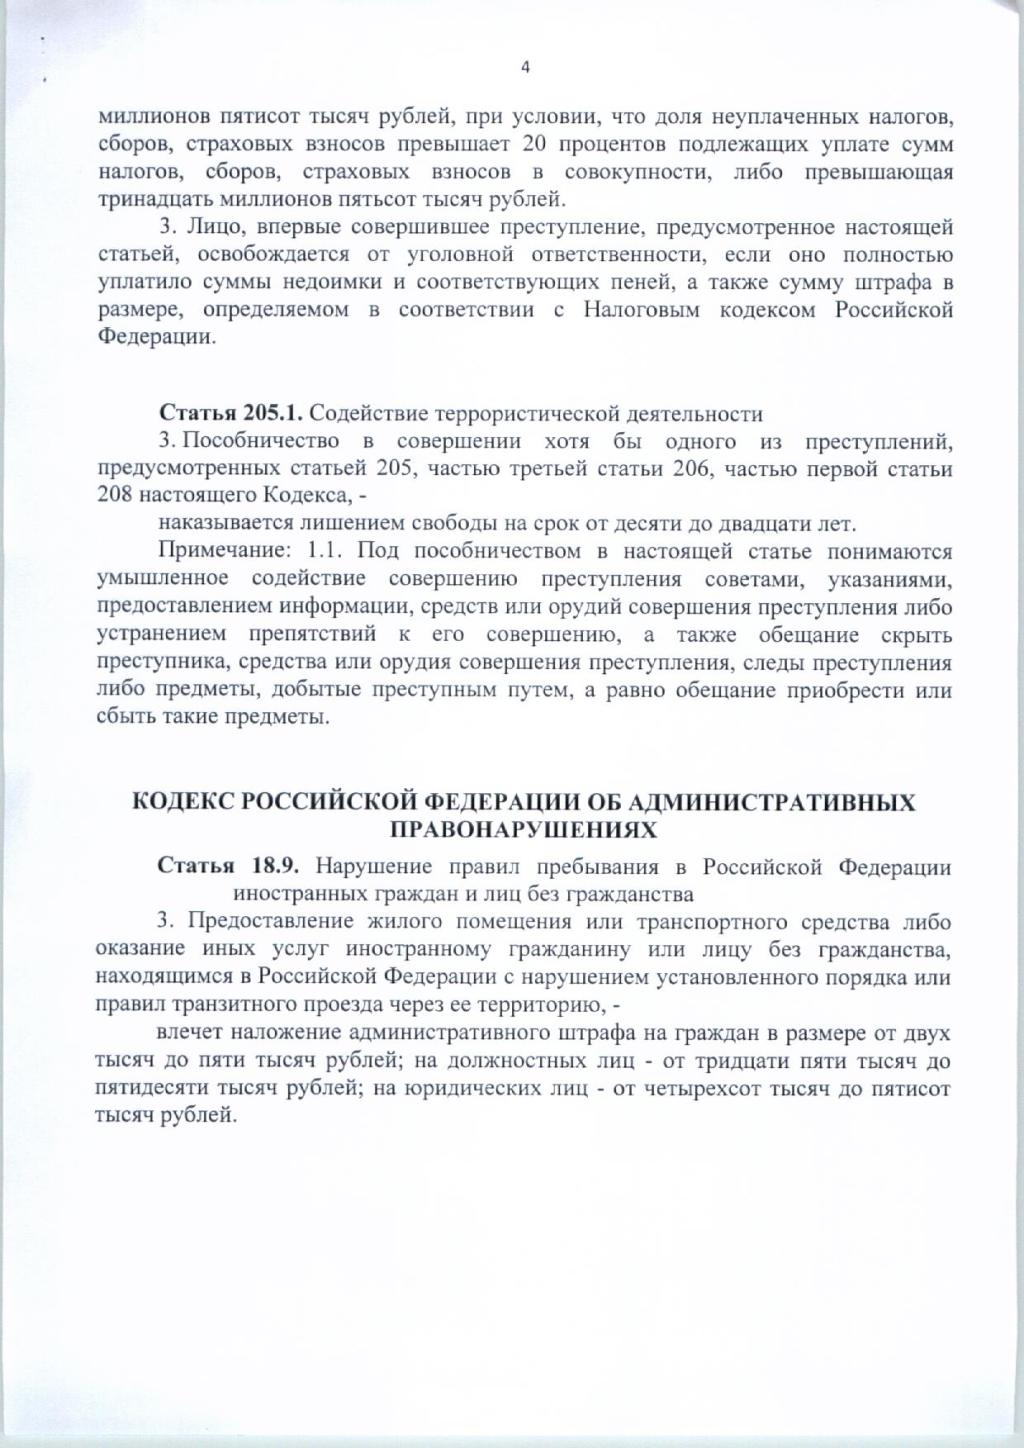 4
миллионов пятисот тысяч рублей, при условии, что доля неуплаченных налогов,
сборов, страховых взносов превышает 20 процентов подлежащих уплате сумм
налогов, сборов, страховых взносов в совокупности, либо превышающая
тринадцать миллионов пятьсот тысяч рублей.
3. Лицо, впервые совершившее преступление, предусмотренное настоящей
статьей, освобождается от уголовной ответственности, если оно полностью
уплатило суммы недоимки и соответствующих пеней, а также сумму штрафа в
размере, определяемом в соответствии с Налоговым кодексом Российской
Федерации.
Статья 205.1. Содействие террористической деятельности
3. Пособничество в совершении хотя бы одного из преступлений,
предусмотренных статьей 205, частью третьей статьи 206, частью первой статьи
208 настоящего Кодекса, -
наказывается лишением свободы на срок от десяти до двадцати лет.
Примечание: 1.1. Под пособничеством в настоящей статье понимаются
умышленное содействие совершению преступления советами, указаниями,
предоставлением информации, средств или орудий совершения преступления либо
устранением препятствий к его совершению, а также обещание скрыть
преступника, средства или орудия совершения преступления, следы преступления
либо предметы, добытые преступным путем, а равно обещание приобрести или
сбыть такие предметы.
КОДЕКС РОССИЙСКОЙ ФЕДЕРАЦИИ ОБ АДМИНИСТРАТИВНЫХ
ПРАВОНАРУШЕНИЯХ
Статья 18.9. Нарушение правил пребывания в Российской Федерации
иностранных граждан и лиц без гражданства
3. Предоставление жилого помещения или транспортного средства либо
оказание иных услуг иностранному гражданину или лицу без гражданства,
находящимся в Российской Федерации с нарушением установленного порядка или
правил транзитного проезда через ее территорию, -
влечет наложение административного штрафа на граждан в размере от двух
тысяч до пяти тысяч рублей; на должностных лиц - от тридцати пяти тысяч до
пятидесяти тысяч рублей; на юридических лиц - от четырехсот тысяч до пятисот
тысяч рублей.